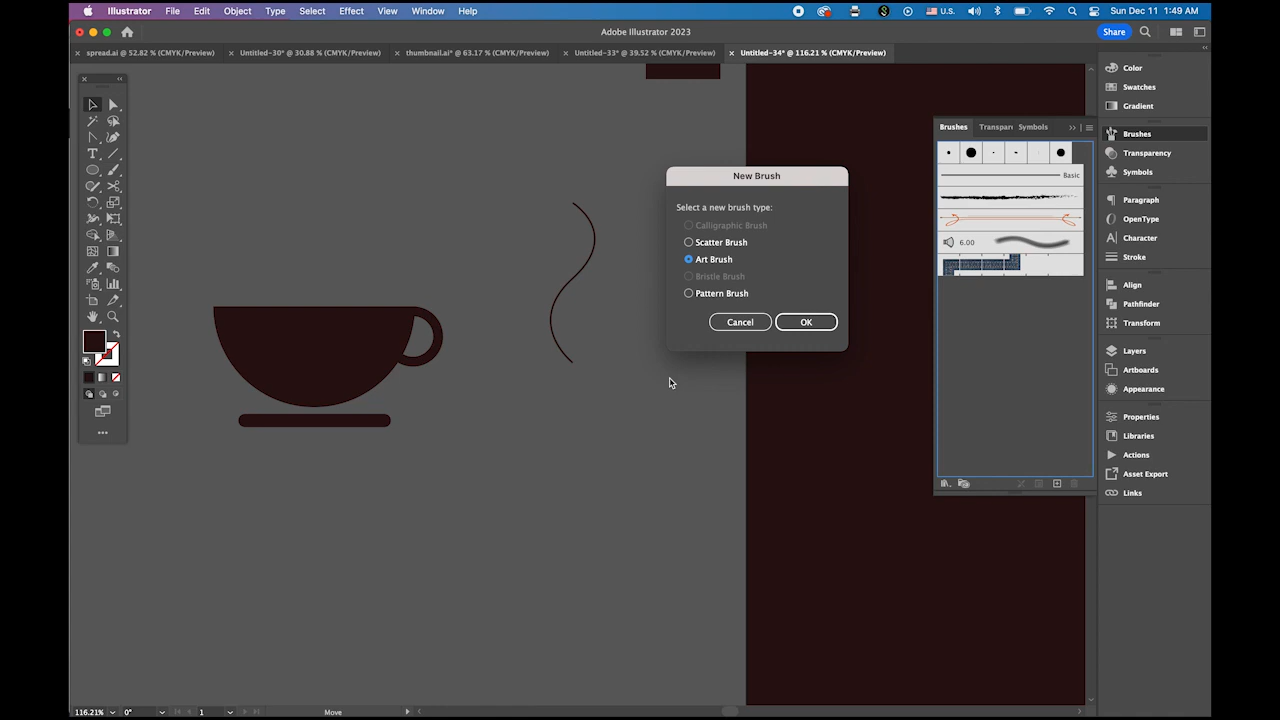 Illustrator File Edit Object Type Select Effect View Window Help U.S. Sun Dec 11 1:49 AM
Adobe Illustrator 2023 Share
spread.ai @ 52.82 % (CMYK/Preview) Untitled-30* @ 30.88 % (CMYK/Preview) thumbnail.ai* @ 63.17 % (CMYK/Preview) Untitled-33* @ 39.52 % (CMYK/Preview) Untitled-34* @ 116.21 % (CMYK/Preview)
Color
Swatches
Gradient
Brushes
Transparency
Symbols
Paragraph
OpenType
Character
Stroke
Align
Pathfinder
Transform
Layers
Artboards
Appearance
Properties
Libraries
Actions
Asset Export
Links
Brushes Transpar Symbols
Basic
6.00
New Brush
Select a new brush type:
Calligraphic Brush
Scatter Brush
Art Brush
Bristle Brush
Pattern Brush
Cancel OK
116.21% 0° 1 Move